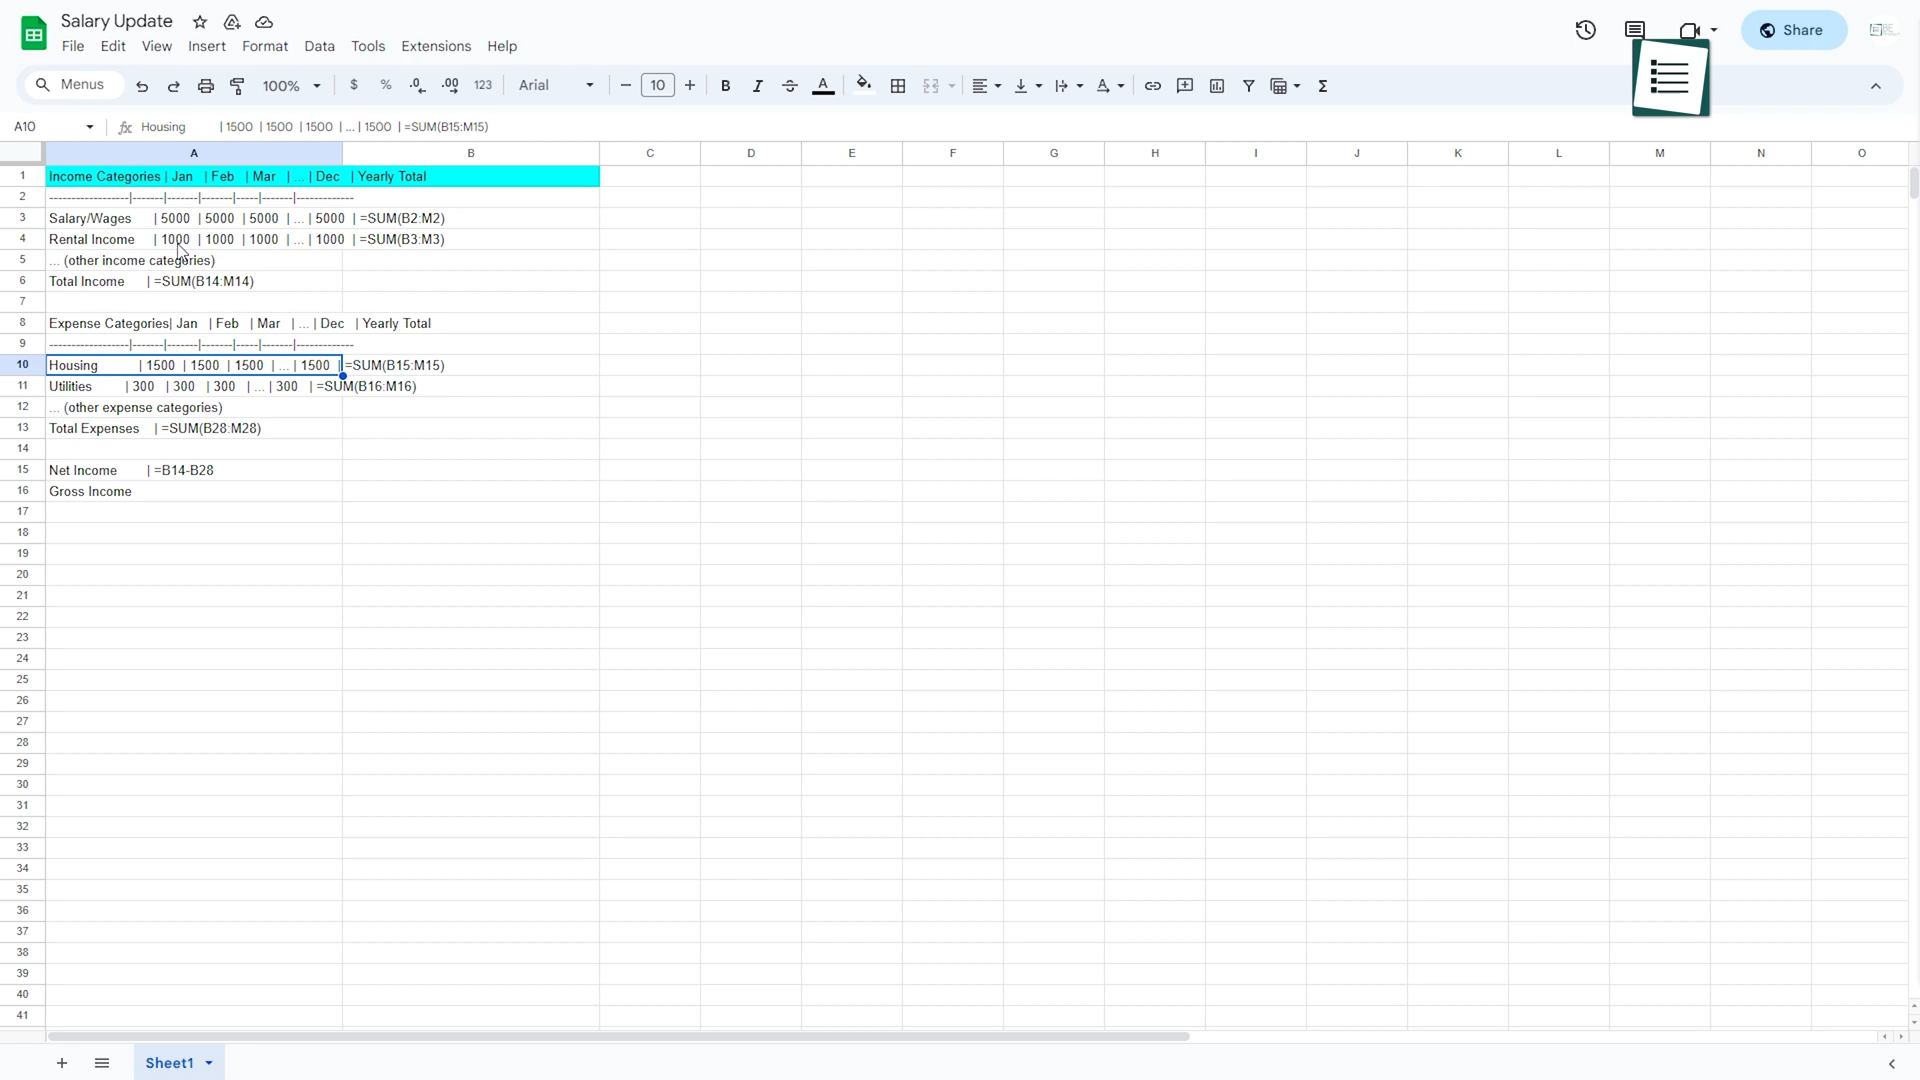 Salary Update
File Edit View Insert Format Data Tools Extensions Help
Share
Menus 100% $ % .0 .00 123 Arial 10 B I A Σ
A10 fx Housing | 1500 | 1500 | 1500 | ... | 1500 | =SUM(B15:M15)
A B C D E F G H I J K L M N O
1 Income Categories | Jan | Feb | Mar | ... | Dec | Yearly Total
2 ------------------|-------|-------|-------|-----|-------|-------------
3 Salary/Wages | 5000 | 5000 | 5000 | ... | 5000 | =SUM(B2:M2)
4 Rental Income | 1000 | 1000 | 1000 | ... | 1000 | =SUM(B3:M3)
5 ... (other income categories)
6 Total Income | =SUM(B14:M14)
7
8 Expense Categories| Jan | Feb | Mar | ... | Dec | Yearly Total
9 ------------------|-------|-------|-------|-----|-------|-------------
10 Housing | 1500 | 1500 | 1500 | ... | 1500 | =SUM(B15:M15)
11 Utilities | 300 | 300 | 300 | ... | 300 | =SUM(B16:M16)
12 ... (other expense categories)
13 Total Expenses | =SUM(B28:M28)
14
15 Net Income | =B14-B28
16 Gross Income
17
18
19
20
21
22
23
24
25
26
27
28
29
30
31
32
33
34
35
36
37
38
39
40
41
Sheet1